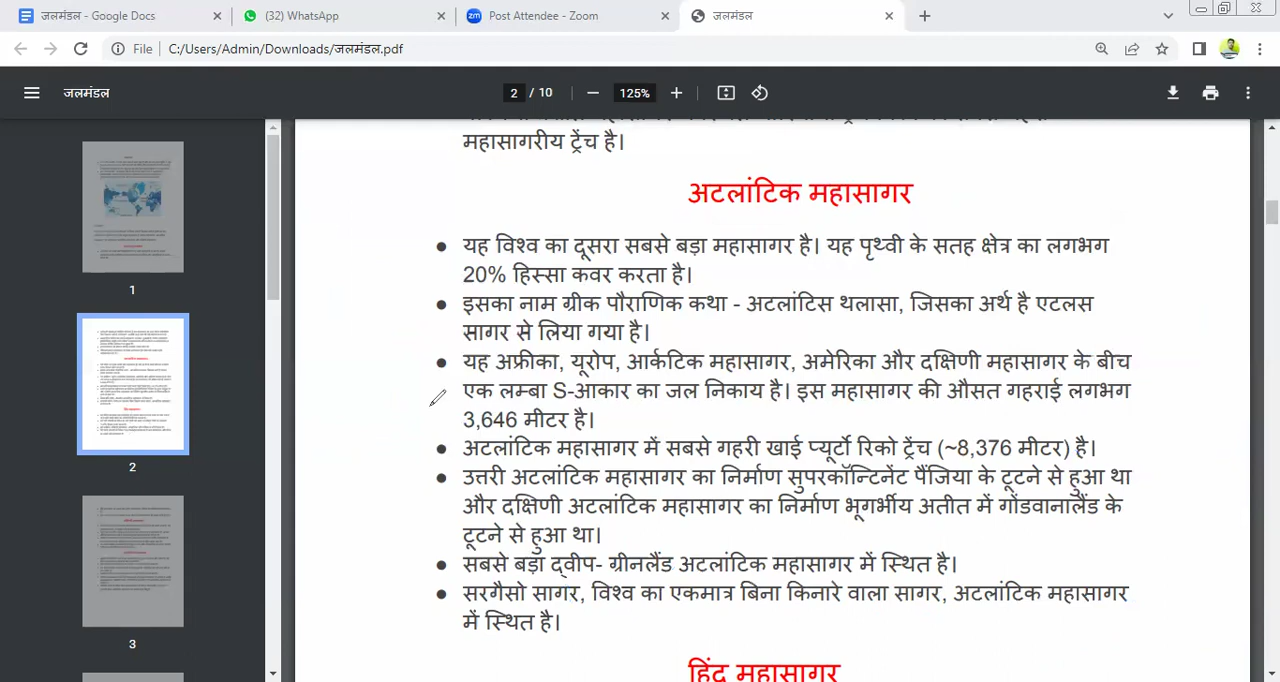 जलमंडल - Google Docs
(32) WhatsApp
Post Attendee - Zoom
जलमंडल
File
C:/Users/Admin/Downloads/जलमंडल.pdf
जलमंडल
2 / 10
125%
महासागरीय ट्रेंच है।
अटलांटिक महासागर
● यह विश्व का दूसरा सबसे बड़ा महासागर है। यह पृथ्वी के सतह क्षेत्र का लगभग
20% हिस्सा कवर करता है।
● इसका नाम ग्रीक पौराणिक कथा - अटलांटिस थलासा, जिसका अर्थ है एटलस
सागर से लिया गया है।
● यह अफ्रीका, यूरोप, आर्कटिक महासागर, अमेरिका और दक्षिणी महासागर के बीच
एक लम्बा S-आकार का जल निकाय है। इस महासागर की औसत गहराई लगभग
3,646 मीटर है।
● अटलांटिक महासागर में सबसे गहरी खाई प्यूर्टो रिको ट्रेंच (~8,376 मीटर) है।
● उत्तरी अटलांटिक महासागर का निर्माण सुपरकॉन्टिनेंट पैंजिया के टूटने से हुआ था
और दक्षिणी अटलांटिक महासागर का निर्माण भूगर्भीय अतीत में गोंडवानालैंड के
टूटने से हुआ था।
● सबसे बड़ा द्वीप- ग्रीनलैंड अटलांटिक महासागर में स्थित है।
● सरगैसो सागर, विश्व का एकमात्र बिना किनारे वाला सागर, अटलांटिक महासागर
में स्थित है।
हिंद महासागर
1
2
3